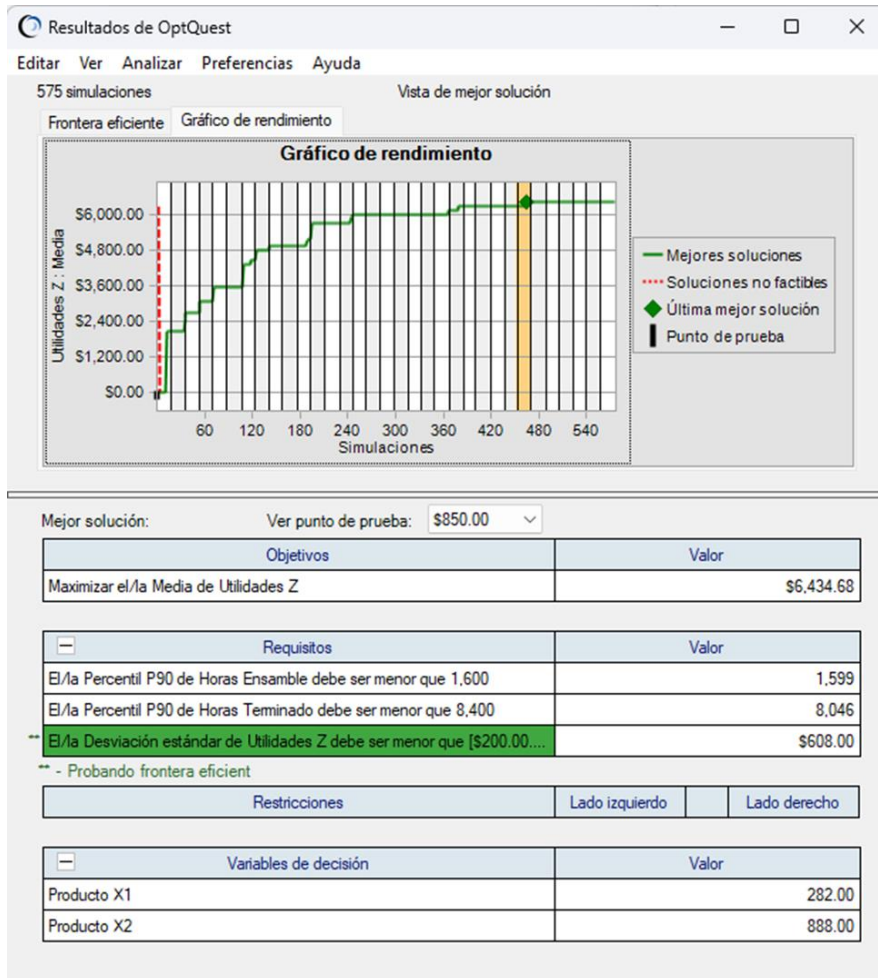 Resultados de OptQuest
Editar Ver Analizar Preferencias Ayuda
575 simulaciones Vista de mejor solución
Frontera eficiente Gráfico de rendimiento
Gráfico de rendimiento
Utilidades Z : Media
$6,000.00
$4,800.00
$3,600.00
$2,400.00
$1,200.00
$0.00
60 120 180 240 300 360 420 480 540
Simulaciones
Mejores soluciones
Soluciones no factibles
Última mejor solución
Punto de prueba
Mejor solución: Ver punto de prueba: $850.00
Objetivos Valor
Maximizar el/la Media de Utilidades Z $6,434.68
Requisitos Valor
El/la Percentil P90 de Horas Ensamble debe ser menor que 1,600 1,599
El/la Percentil P90 de Horas Terminado debe ser menor que 8,400 8,046
** El/la Desviación estándar de Utilidades Z debe ser menor que [$200.00.... $608.00
** - Probando frontera eficient
Restricciones Lado izquierdo Lado derecho
Variables de decisión Valor
Producto X1 282.00
Producto X2 888.00